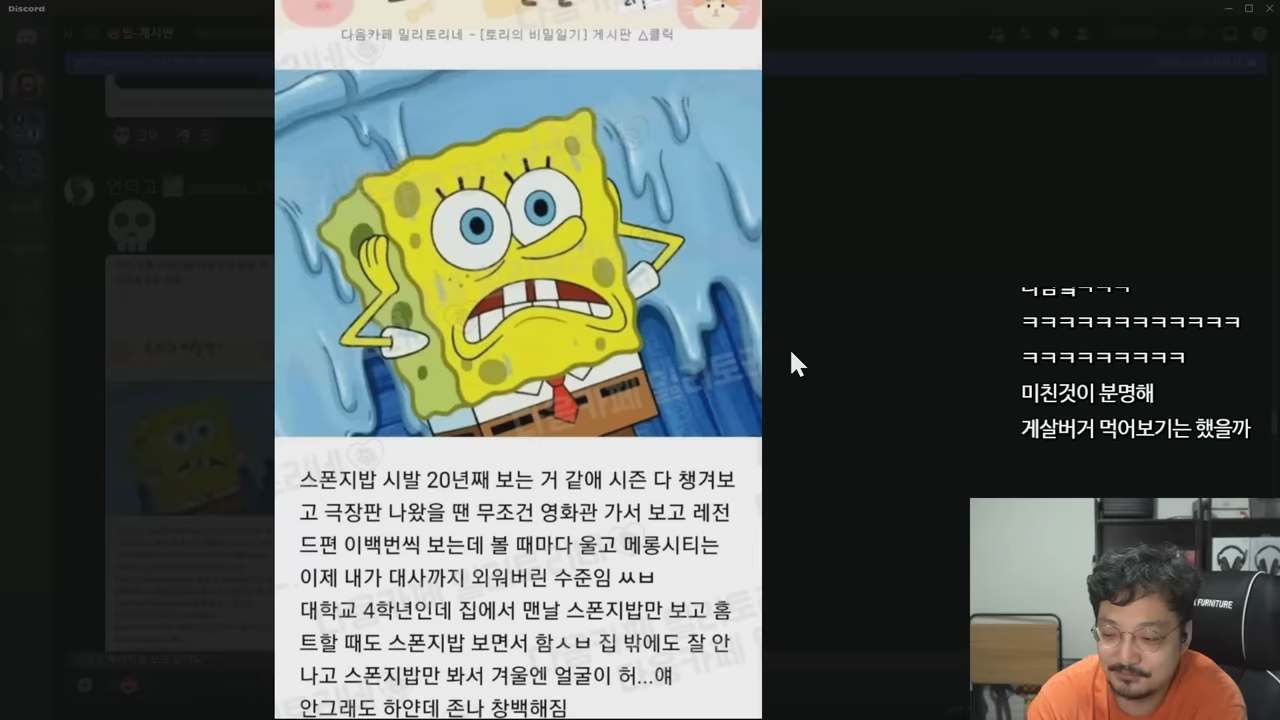 Discord
다음카페 밀리토리네 - [토리의 비밀일기] 게시판 △클릭
스폰지밥 시발 20년째 보는 거 같애 시즌 다 챙겨보
고 극장판 나왔을 땐 무조건 영화관 가서 보고 레전
드편 이백번씩 보는데 볼 때마다 울고 메롱시티는
이제 내가 대사까지 외워버린 수준임 ㅆㅂ
대학교 4학년인데 집에서 맨날 스폰지밥만 보고 홈
트할 때도 스폰지밥 보면서 함ㅅㅂ 집 밖에도 잘 안
나고 스폰지밥만 봐서 겨울엔 얼굴이 허...얘
안그래도 하얀데 존나 창백해짐
ㅋㅋㅋㅋㅋㅋㅋㅋㅋㅋㅋㅋ
ㅋㅋㅋㅋㅋㅋㅋㅋㅋ
미친것이 분명해
게살버거 먹어보기는 했을까
FURNITURE
39